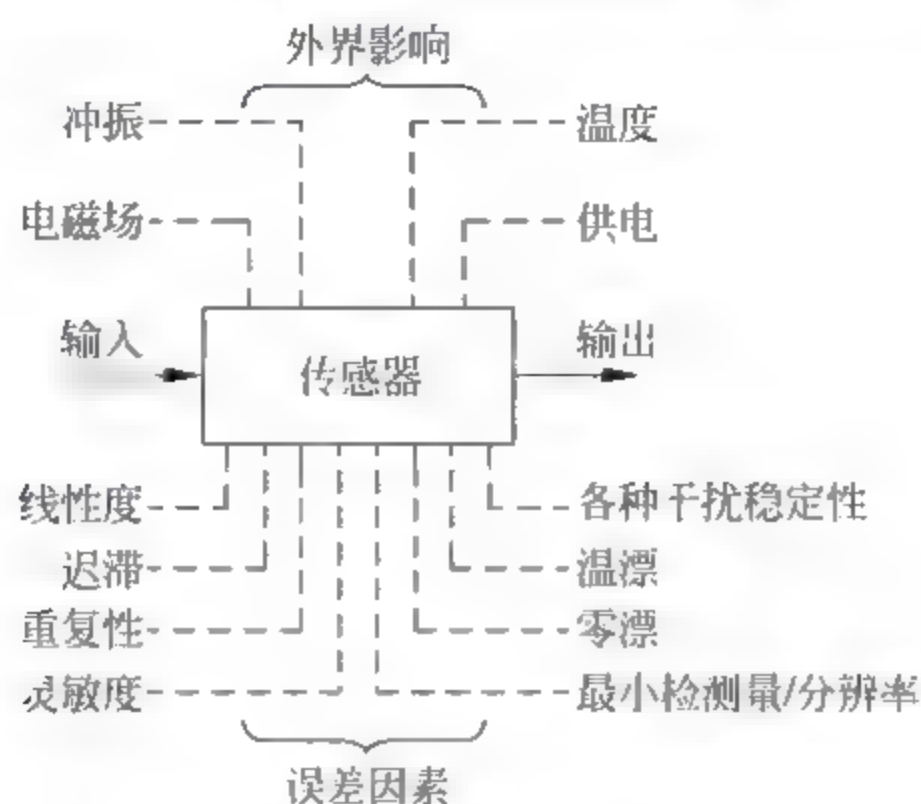 外界影响
冲振
温度
电磁场
供电
输入
输出
传感器
线性度
各种干扰稳定性
迟滞
温漂
重复性
零漂
灵敏度
最小检测量/分辨率
误差因素